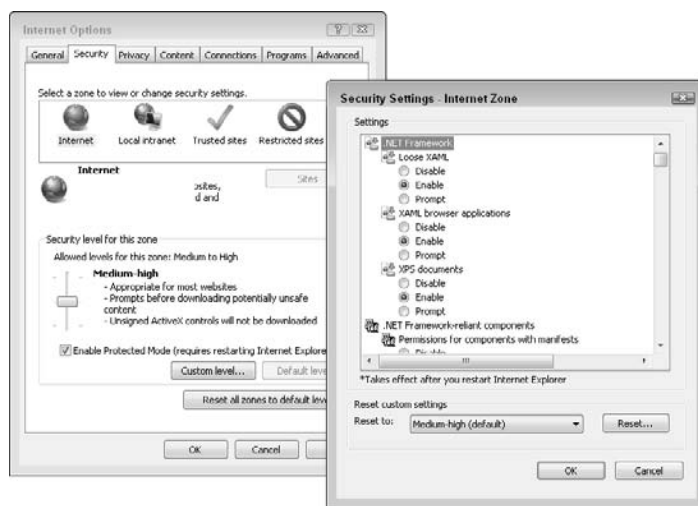 Internet Options
General Security Privacy Content Connections Programs Advanced
Select a zone to view or change security settings.
Internet Local intranet Trusted sites Restricted sites
Internet
Sites
d and
Security level for this zone
Allowed levels for this zone: Medium to High
Medium-high
- Appropriate for most websites
- Prompts before downloading potentially unsafe
content
- Unsigned ActiveX controls will not be downloaded
Enable Protected Mode (requires restarting Internet Explore
Custom level... Default leve
Reset all zones to default leve
OK Cancel
Security Settings - Internet Zone
Settings
.NET Framework
Loose XAML
Disable
Enable
Prompt
XAML browser applications
Disable
Enable
Prompt
XPS documents
Disable
Enable
Prompt
.NET Framework-reliant components
Permissions for components with manifests
*Takes effect after you restart Internet Explorer
Reset custom settings
Reset to: Medium-high (default) Reset...
OK Cancel